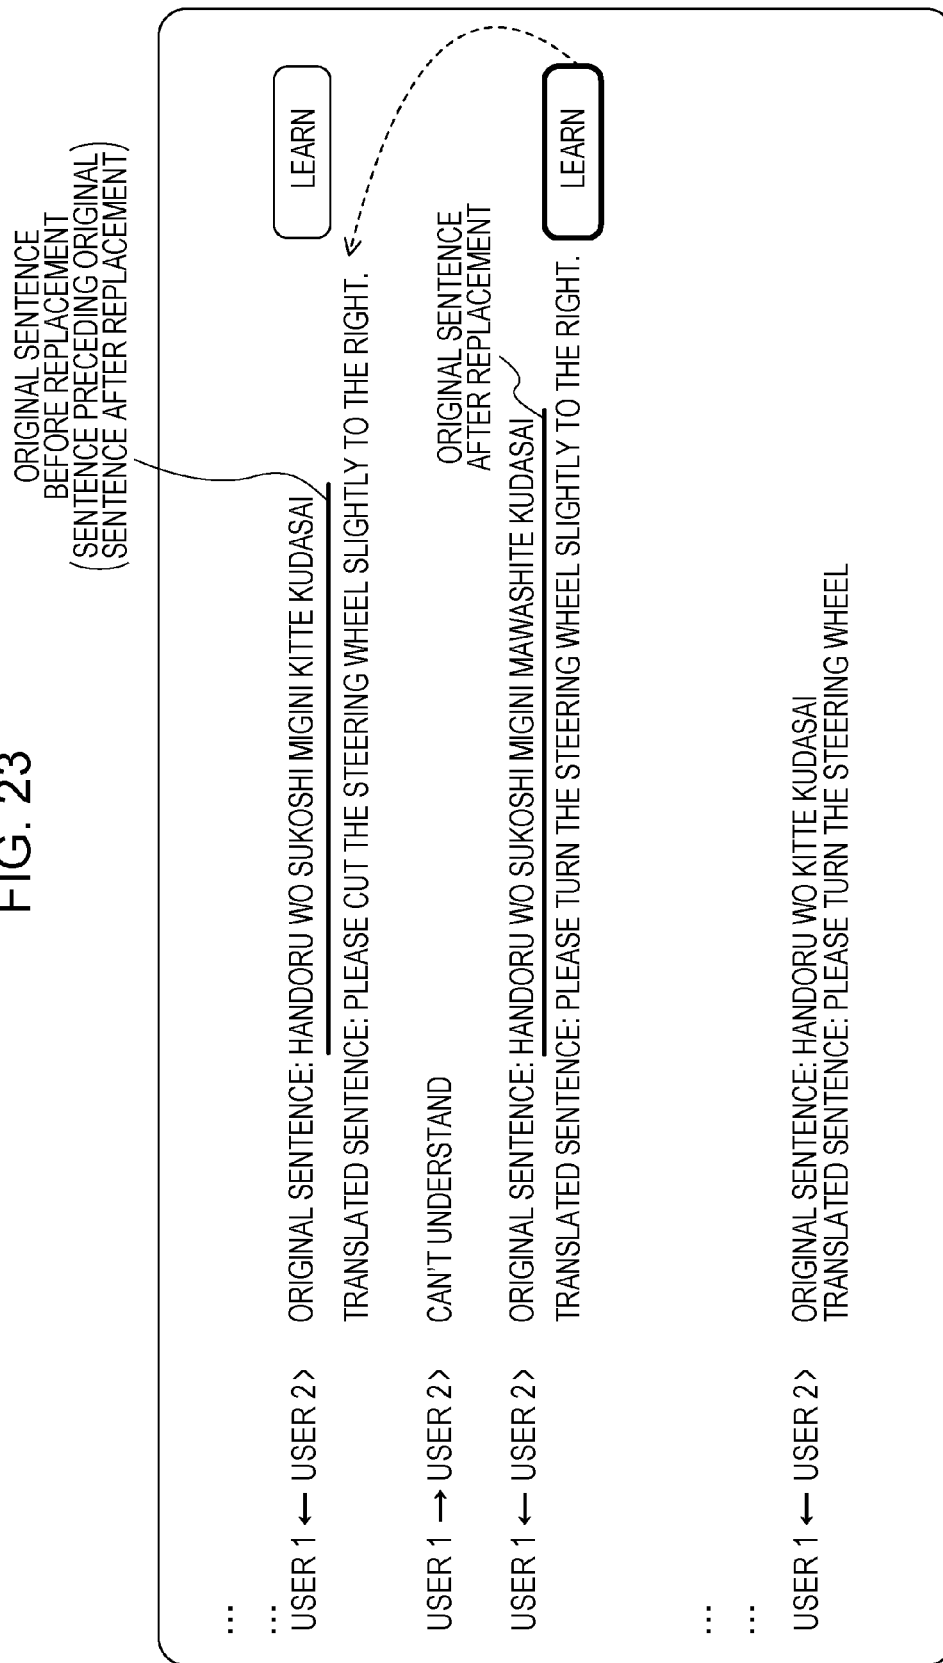 FIG. 23
ORIGINAL SENTENCE
BEFORE REPLACEMENT
(SENTENCE PRECEDING ORIGINAL
SENTENCE AFTER REPLACEMENT)
...
...
USER 1 ← USER 2> ORIGINAL SENTENCE: HANDORU WO SUKOSHI MIGINI KITTE KUDASAI
LEARN
TRANSLATED SENTENCE: PLEASE CUT THE STEERING WHEEL SLIGHTLY TO THE RIGHT.
USER 1 → USER 2> CAN'T UNDERSTAND
ORIGINAL SENTENCE
AFTER REPLACEMENT
USER 1 ← USER 2> ORIGINAL SENTENCE: HANDORU WO SUKOSHI MIGINI MAWASHITE KUDASAI
TRANSLATED SENTENCE: PLEASE TURN THE STEERING WHEEL SLIGHTLY TO THE RIGHT.
LEARN
...
...
USER 1 ← USER 2> ORIGINAL SENTENCE: HANDORU WO KITTE KUDASAI
TRANSLATED SENTENCE: PLEASE TURN THE STEERING WHEEL